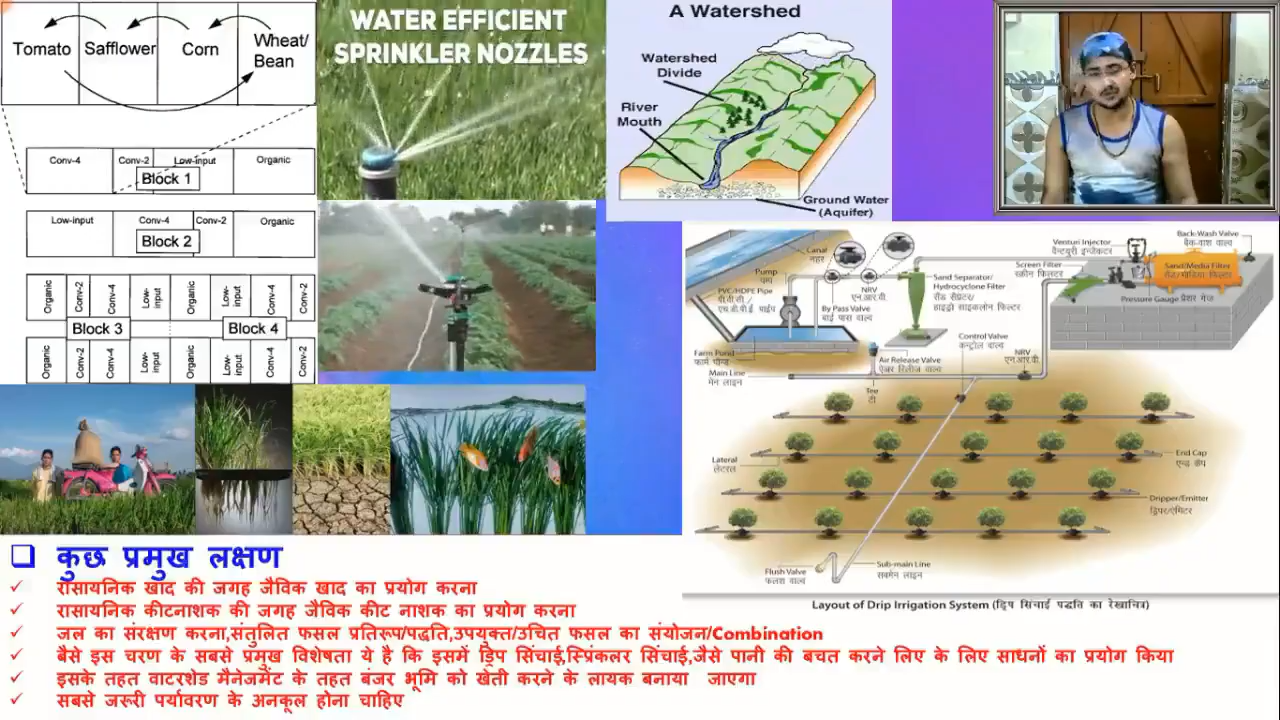 Tomato
Safflower
Corn
Wheat/
Bean
Conv-4
Conv-2
Low-input
Organic
Block 1
Low-input
Conv-4
Conv-2
Organic
Block 2
Organic
Conv-2
Conv-4
Low-input
Organic
Low-input
Conv-4
Conv-2
Block 3
Block 4
Organic
Conv-2
Conv-4
Low-input
Organic
Low-input
Conv-4
Conv-2
WATER EFFICIENT
SPRINKLER NOZZLES
A Watershed
Watershed
Divide
River
Mouth
Ground Water
(Aquifer)
Canal
नहर
Pump
पम्प
PVC/HDPE Pipe
पी.वी.सी./
एच.डी.पी.ई. पाईप
NRV
एन.आर.वी.
By Pass Valve
बाई पास वाल्व
Sand Separator/
Hydrocyclone Filter
सैंड सैप्रेटर/
हाइड्रो साइक्लोन फिल्टर
Venturi Injector
वैन्चुरी इन्जैक्टर
Screen Filter
स्क्रीन फिल्टर
Back-Wash Valve
बैक-वाश वाल्व
Sand/Media Filter
Pressure Gauge प्रेशर गेज
Farm Pond
फार्म पोन्ड
Air Release Valve
ऐअर रिलीज वाल्व
Control Valve
कन्ट्रोल वाल्व
NRV
एन.आर.वी.
Main Line
मेन लाइन
Tee
टी
Lateral
लेटरल
End Cap
एन्ड कैप
Dripper/Emitter
ड्रिपर/एमिटर
Flush Valve
फलश वाल्व
Sub-main Line
सबमेन लाइन
Layout of Drip Irrigation System (ड्रिप सिंचाई पद्धति का रेखाचित्र)
❑ कुछ प्रमुख लक्षण
✓ रासायनिक खाद की जगह जैविक खाद का प्रयोग करना
✓ रासायनिक कीटनाशक की जगह जैविक कीट नाशक का प्रयोग करना
✓ जल का संरक्षण करना,संतुलित फसल प्रतिरूप/पद्धति,उपयुक्त/उचित फसल का संयोजन/Combination
✓ बैसे इस चरण के सबसे प्रमुख विशेषता ये है कि इसमें ड्रिप सिंचाई,स्प्रिंकलर सिंचाई,जैसे पानी की बचत करने लिए के लिए साधनों का प्रयोग किया
✓ इसके तहत वाटरशेड मैनेजमेंट के तहत बंजर भूमि को खेती करने के लायक बनाया जाएगा
✓ सबसे जरूरी पर्यावरण के अनकूल होना चाहिए